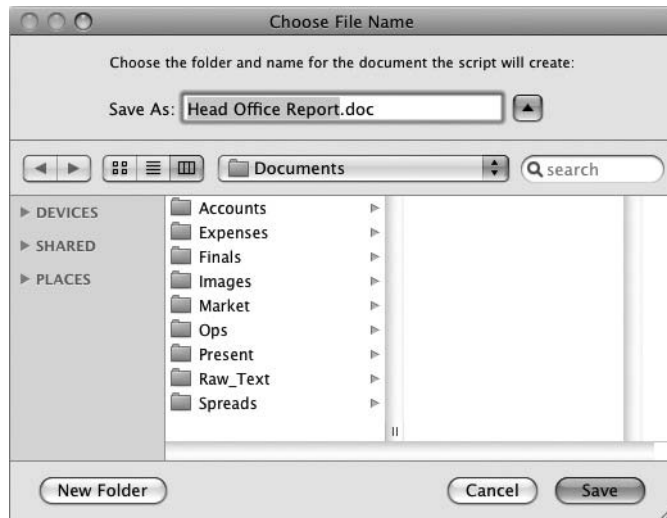 Choose File Name
Choose the folder and name for the document the script will create:
Save As: Head Office Report.doc
Documents
search
DEVICES
SHARED
PLACES
Accounts
Expenses
Finals
Images
Market
Ops
Present
Raw_Text
Spreads
New Folder
Cancel
Save